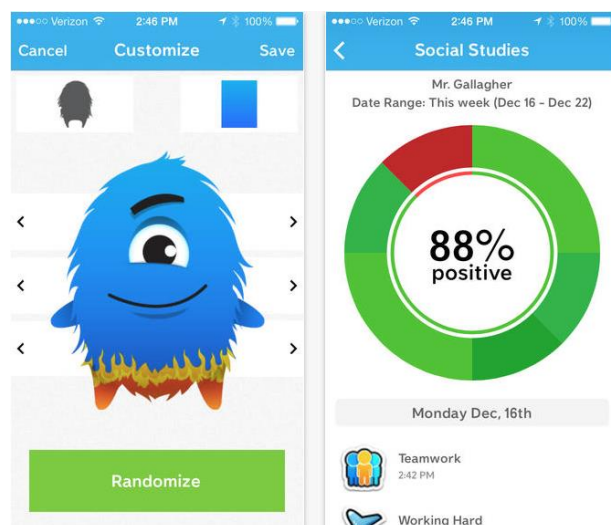 Verizon 2:46 PM 100%
Cancel Customize Save
Randomize
Verizon 2:46 PM 100%
Social Studies
Mr. Gallagher
Date Range: This week (Dec 16 - Dec 22)
88%
positive
Monday Dec, 16th
Teamwork
2:42 PM
Working Hard